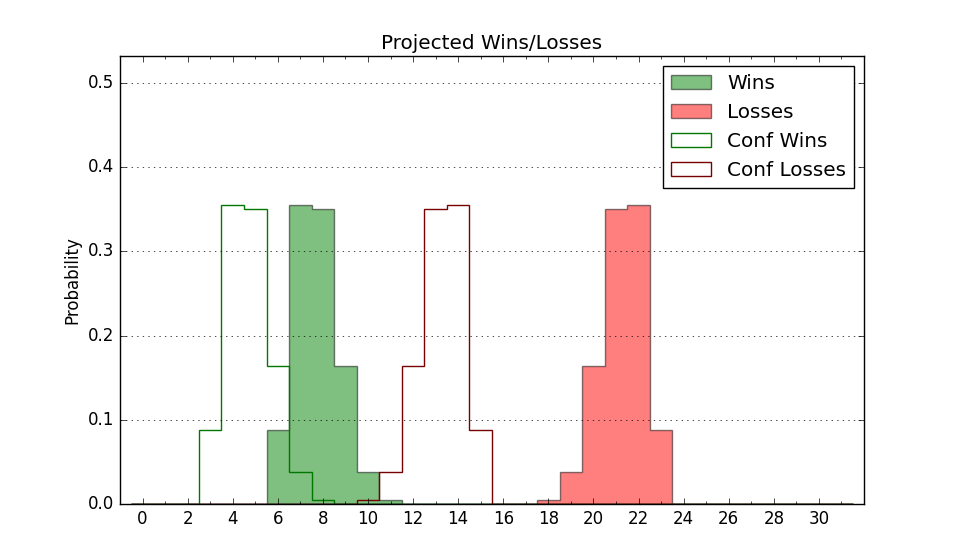 Projected Wins/Losses
Wins
Losses
Conf Wins
Conf Losses
Probability
0.5
0.4
0.3
0.2
0.1
0.0
0 2 4 6 8 10 12 14 16 18 20 22 24 26 28 30